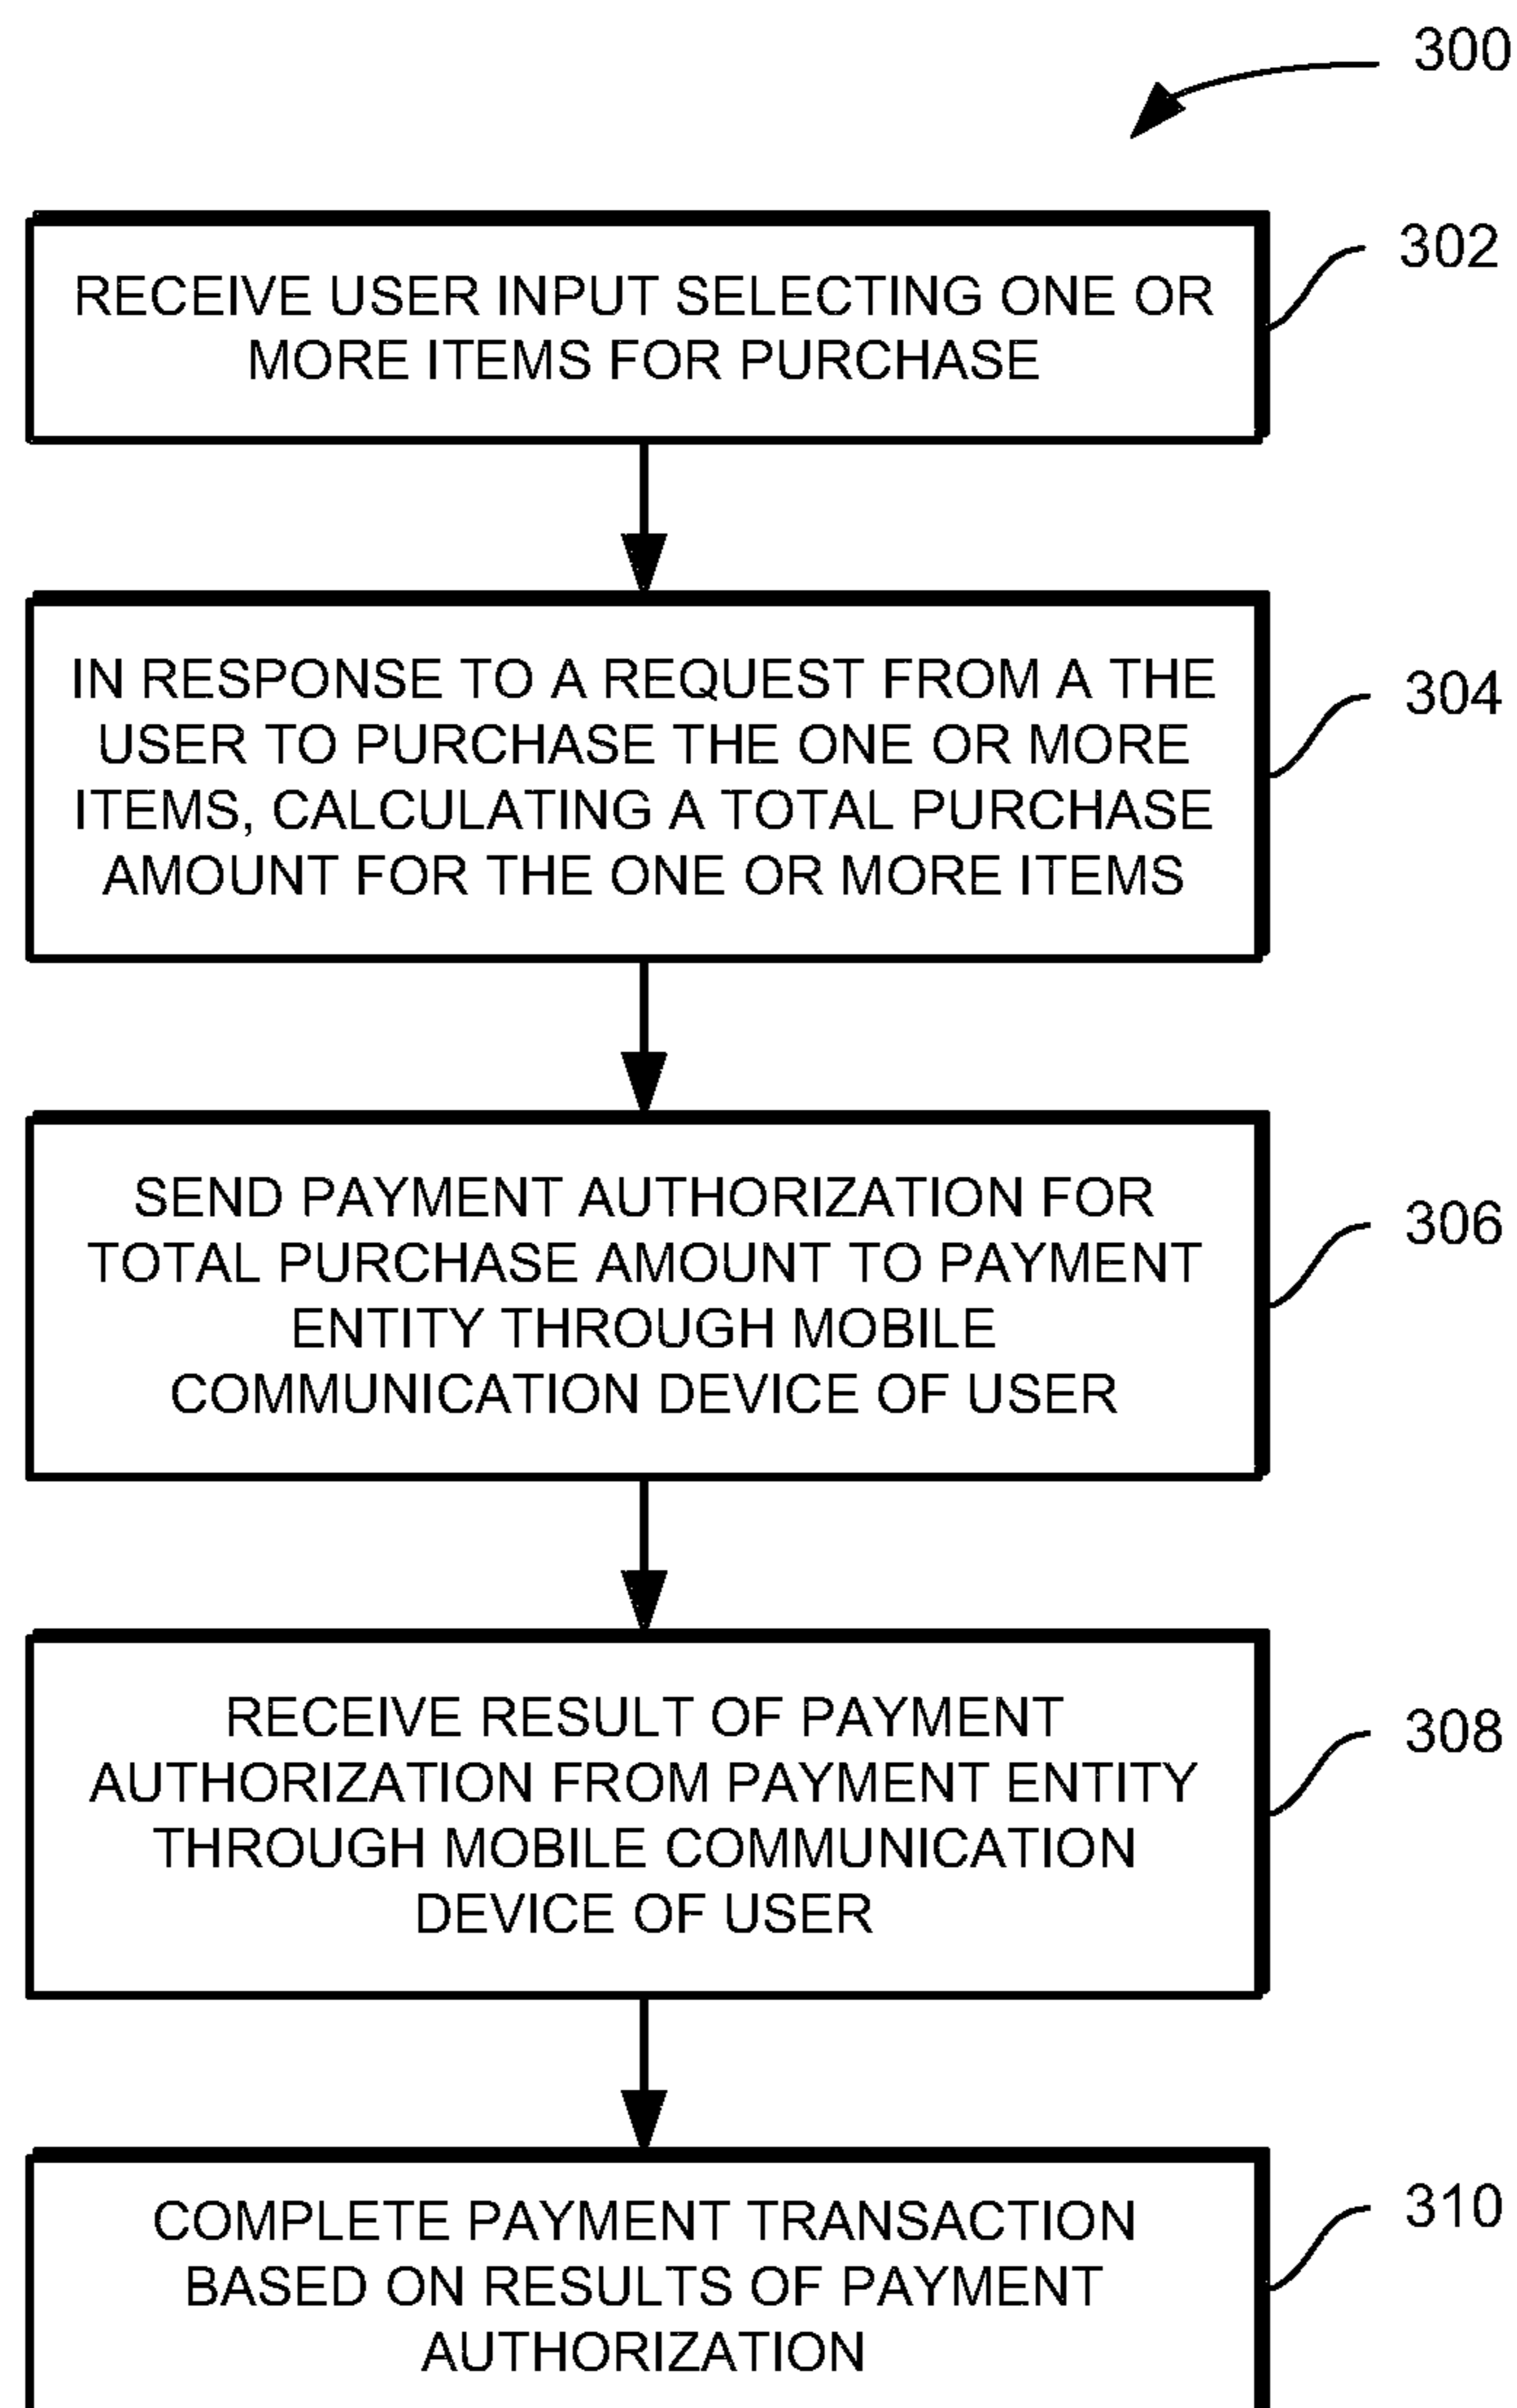 300
302
RECEIVE USER INPUT SELECTING ONE OR
MORE ITEMS FOR PURCHASE
304
IN RESPONSE TO A REQUEST FROM A THE
USER TO PURCHASE THE ONE OR MORE
ITEMS, CALCULATING A TOTAL PURCHASE
AMOUNT FOR THE ONE OR MORE ITEMS
306
SEND PAYMENT AUTHORIZATION FOR
TOTAL PURCHASE AMOUNT TO PAYMENT
ENTITY THROUGH MOBILE
COMMUNICATION DEVICE OF USER
308
RECEIVE RESULT OF PAYMENT
AUTHORIZATION FROM PAYMENT ENTITY
THROUGH MOBILE COMMUNICATION
DEVICE OF USER
310
COMPLETE PAYMENT TRANSACTION
BASED ON RESULTS OF PAYMENT
AUTHORIZATION